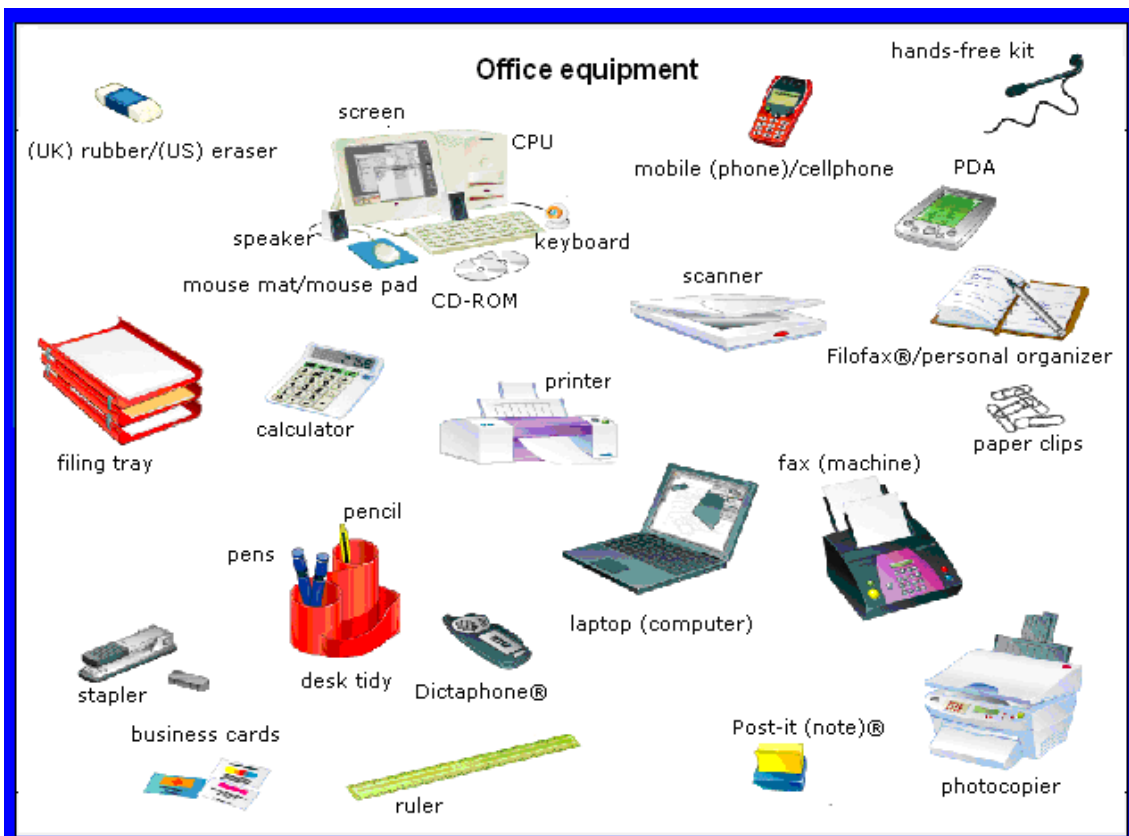 Office equipment
hands-free kit
screen
CPU
(UK) rubber/(US) eraser
mobile (phone)/cellphone
PDA
speaker
keyboard
mouse mat/mouse pad
CD-ROM
scanner
Filofax®/personal organizer
printer
calculator
paper clips
filing tray
fax (machine)
pencil
pens
laptop (computer)
stapler
desk tidy
Dictaphone®
business cards
Post-it (note)®
ruler
photocopier